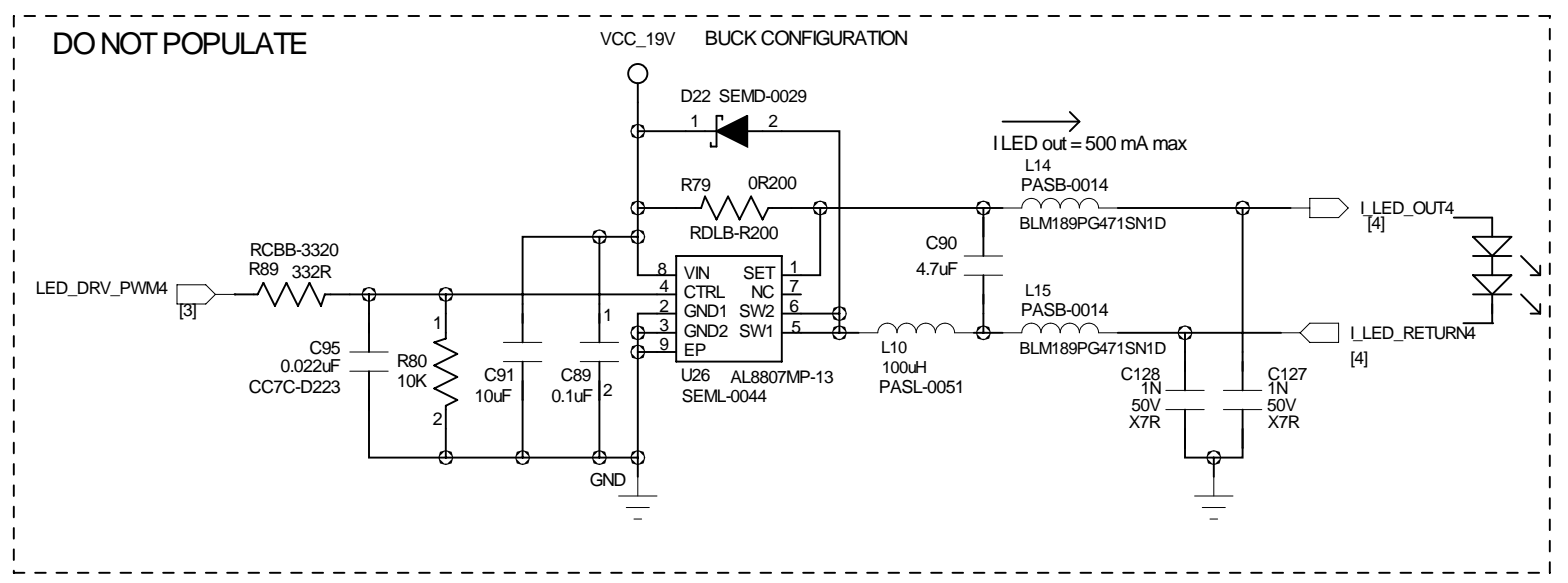 DO NOT POPULATE
VCC_19V
BUCK CONFIGURATION
D22 SEMD-0029
1
2
I LED out = 500 mA max
L14
PASB-0014
BLM189PG471SN1D
R79
0R200
RDLB-R200
I_LED_OUT4
[4]
C90
4.7uF
RCBB-3320
R89
332R
LED_DRV_PWM4
[3]
8
VIN
SET
1
4
CTRL
NC
7
2
GND1
SW2
6
3
GND2
SW1
5
9
EP
U26
AL8807MP-13
SEML-0044
L10
100uH
PASL-0051
L15
PASB-0014
BLM189PG471SN1D
I_LED_RETURN4
[4]
C95
0.022uF
CC7C-D223
1
R80
10K
2
C91
10uF
1
C89
0.1uF
2
C128
1N
50V
X7R
C127
1N
50V
X7R
GND